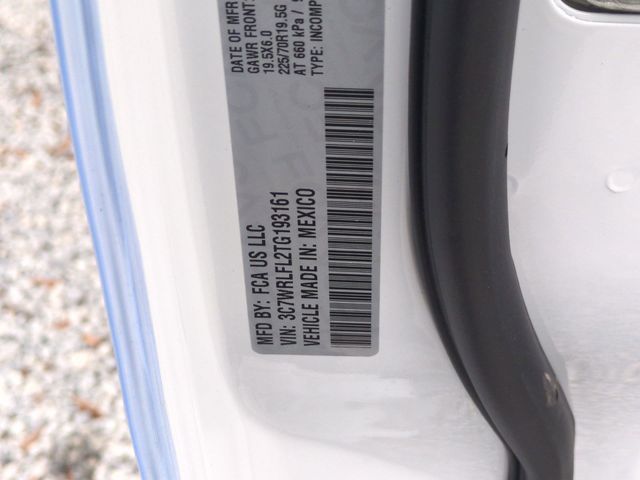 DATE OF MFR
GAWR FRONT:
19.5X6.0
225/70R19.5G
AT 660 kPa /
TYPE: INCOMP
MFD BY: FCA US LLC
VIN: 3C7WRLFL2TG193161
VEHICLE MADE IN: MEXICO